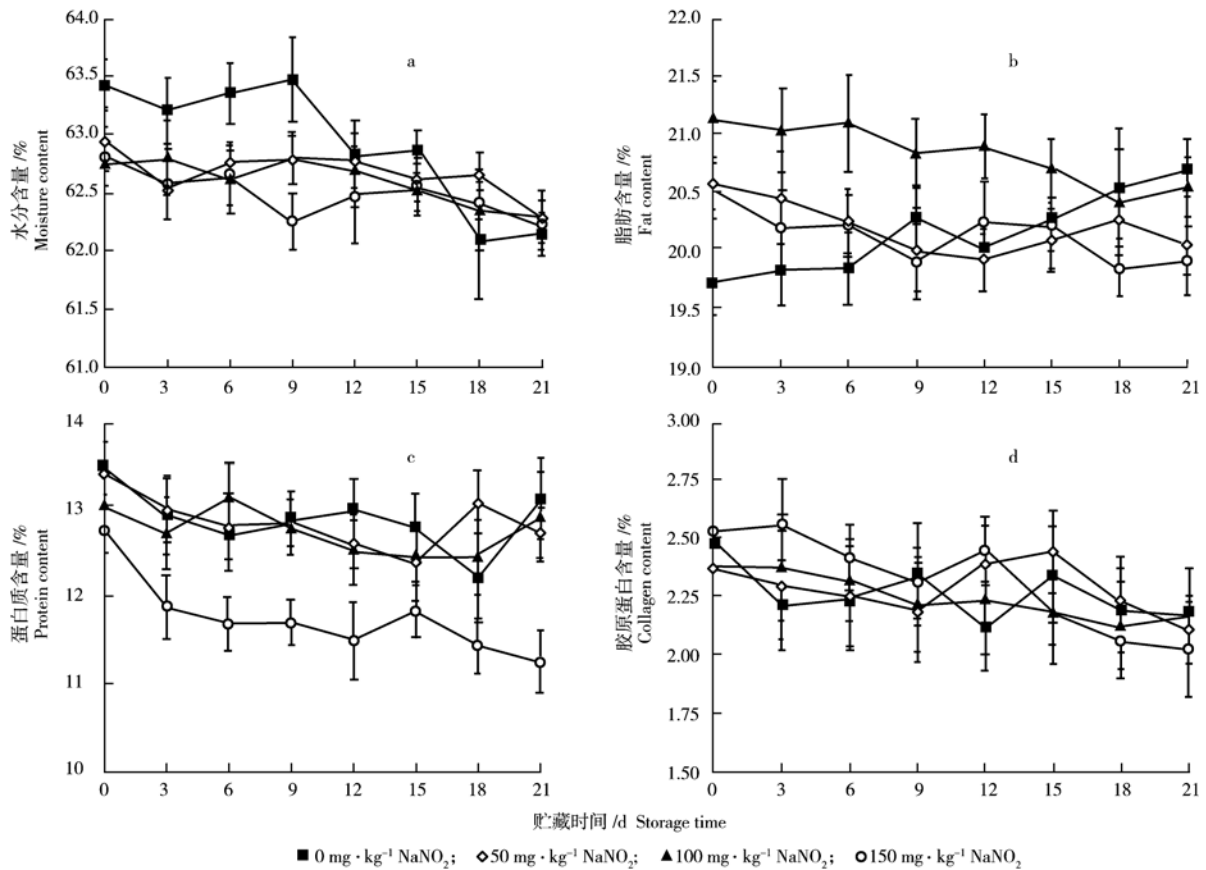 64.0
63.5
63.0
62.5
62.0
61.5
61.0
水分含量 /%
Moisture content
a
0 3 6 9 12 15 18 21
22.0
21.5
21.0
20.5
20.0
19.5
19.0
脂肪含量 /%
Fat content
b
0 3 6 9 12 15 18 21
14
13
12
11
10
蛋白质含量 /%
Protein content
c
0 3 6 9 12 15 18 21
3.00
2.75
2.50
2.25
2.00
1.75
1.50
胶原蛋白含量 /%
Collagen content
d
0 3 6 9 12 15 18 21
贮藏时间 /d Storage time
■ 0 mg · kg⁻¹ NaNO₂; ◇ 50 mg · kg⁻¹ NaNO₂; ▲ 100 mg · kg⁻¹ NaNO₂; ○ 150 mg · kg⁻¹ NaNO₂